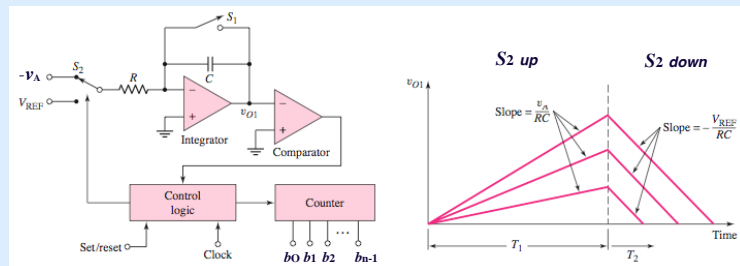 S1
S2
-vA
R
C
VREF
vO1
Integrator
Comparator
Control
logic
Counter
Set/reset
Clock
b0 b1 b2 ... bn-1
S2 up
S2 down
vO1
Slope = vA/RC
Slope = - VREF/RC
Time
T1
T2